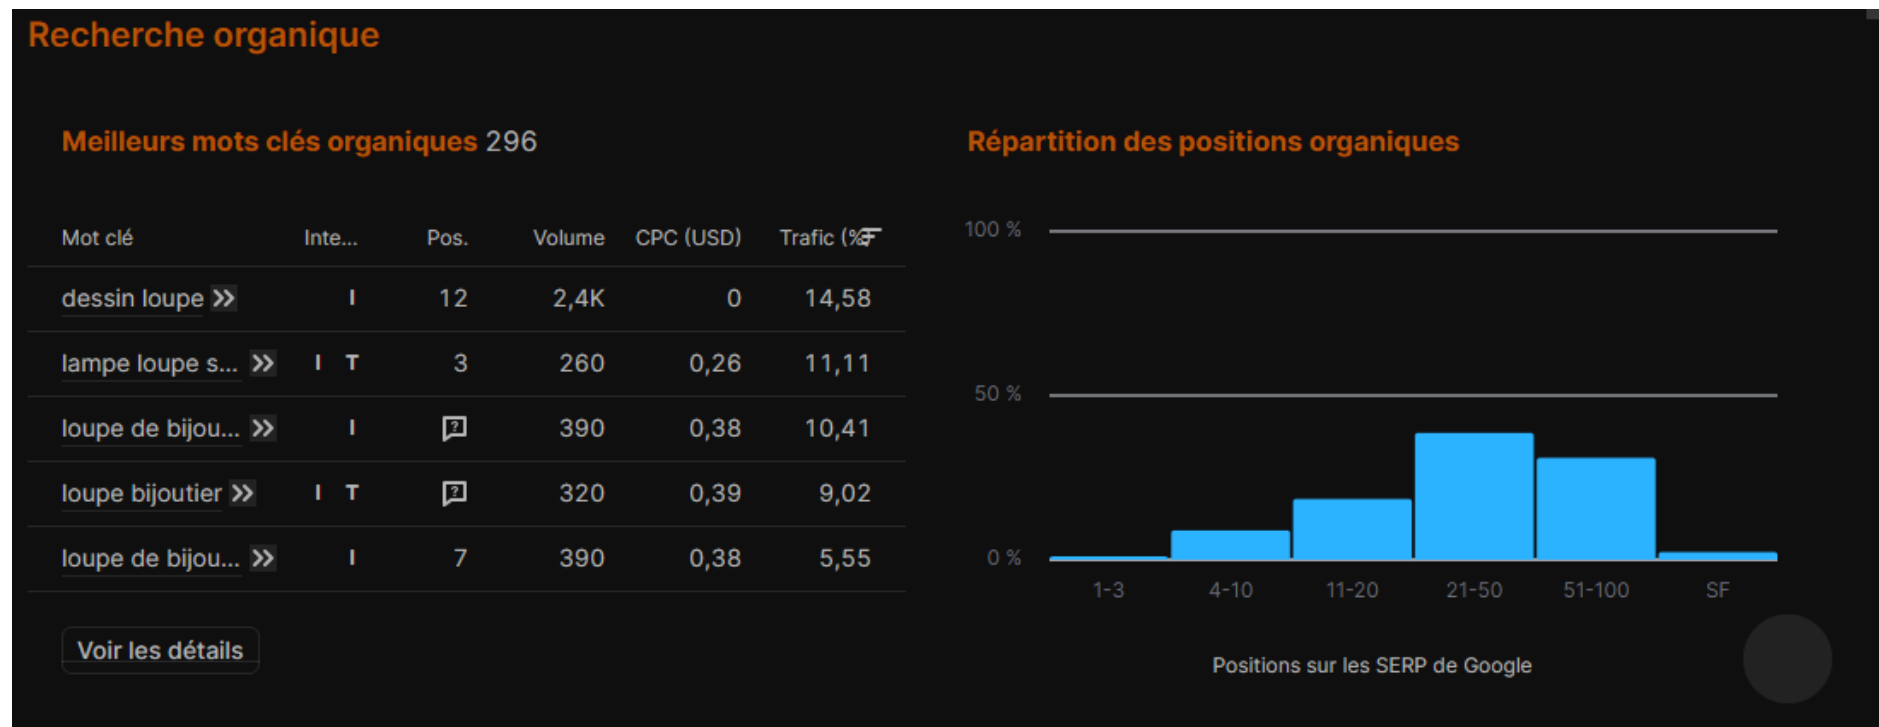 Recherche organique
Meilleurs mots clés organiques 296
Mot clé Inte... Pos. Volume CPC (USD) Trafic (%)
dessin loupe I 12 2,4K 0 14,58
lampe loupe s... I T 3 260 0,26 11,11
loupe de bijou... I 390 0,38 10,41
loupe bijoutier I T 320 0,39 9,02
loupe de bijou... I 7 390 0,38 5,55
Voir les détails
Répartition des positions organiques
100 %
50 %
0 %
1-3 4-10 11-20 21-50 51-100 SF
Positions sur les SERP de Google